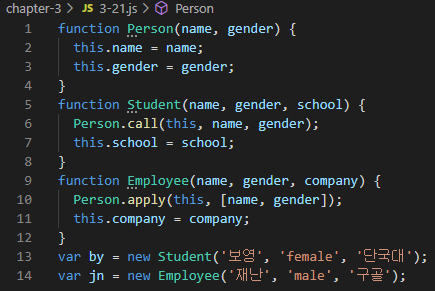 chapter-3 > JS 3-21.js > Person
1 function Person(name, gender) {
2   this.name = name;
3   this.gender = gender;
4 }
5 function Student(name, gender, school) {
6   Person.call(this, name, gender);
7   this.school = school;
8 }
9 function Employee(name, gender, company) {
10   Person.apply(this, [name, gender]);
11   this.company = company;
12 }
13 var by = new Student('보영', 'female', '단국대');
14 var jn = new Employee('재난', 'male', '구골');